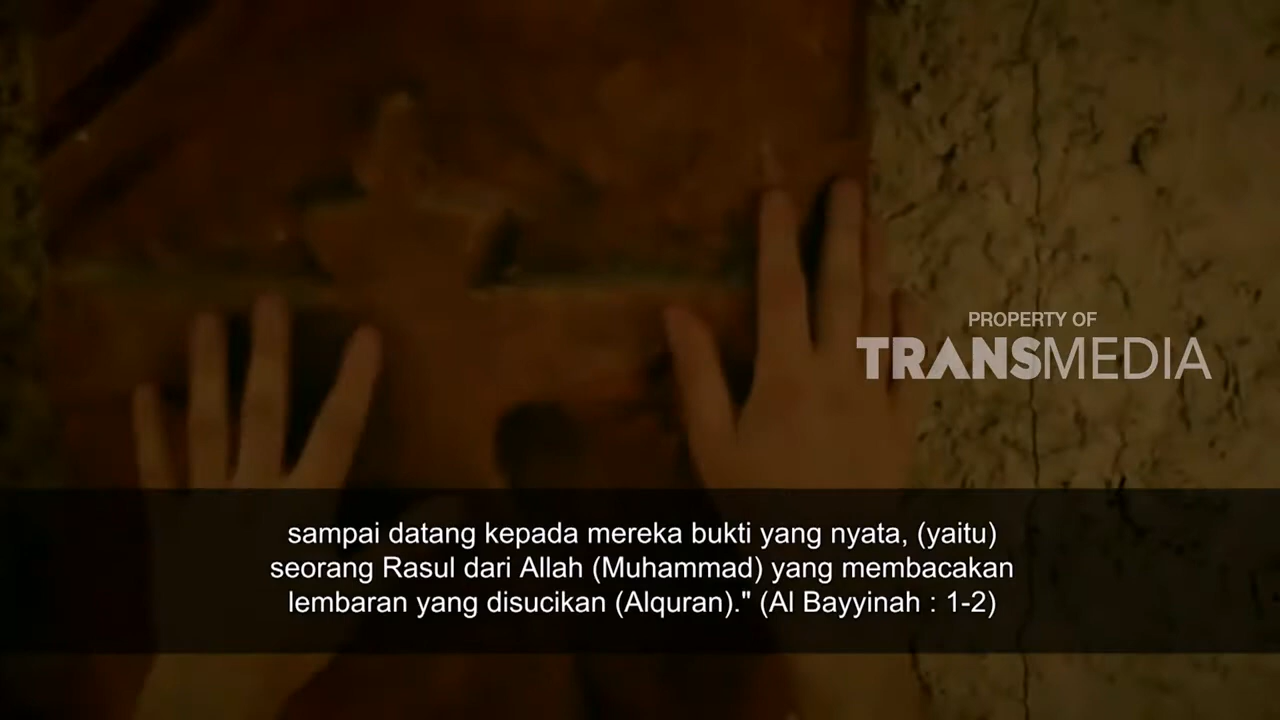 PROPERTY OF
TRANSMEDIA
sampai datang kepada mereka bukti yang nyata, (yaitu)
seorang Rasul dari Allah (Muhammad) yang membacakan
lembaran yang disucikan (Alquran)." (Al Bayyinah : 1-2)